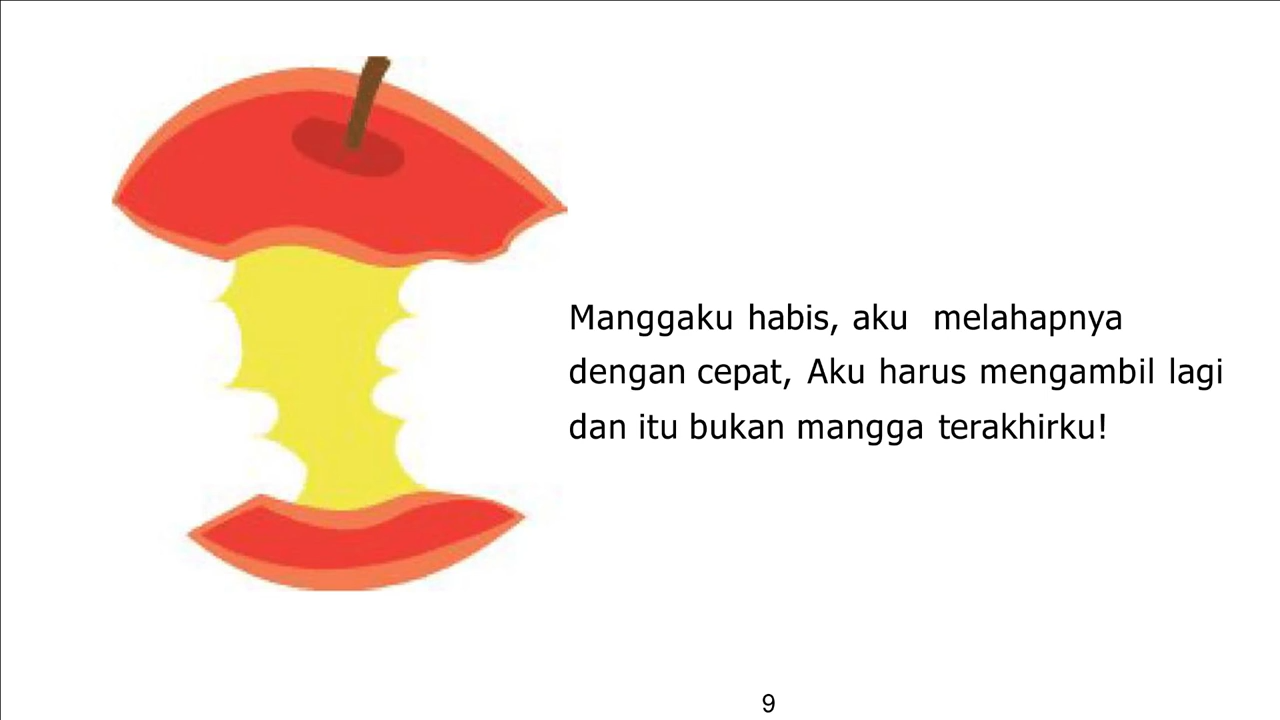 Manggaku habis, aku melahapnya
dengan cepat, Aku harus mengambil lagi
dan itu bukan mangga terakhirku!
9